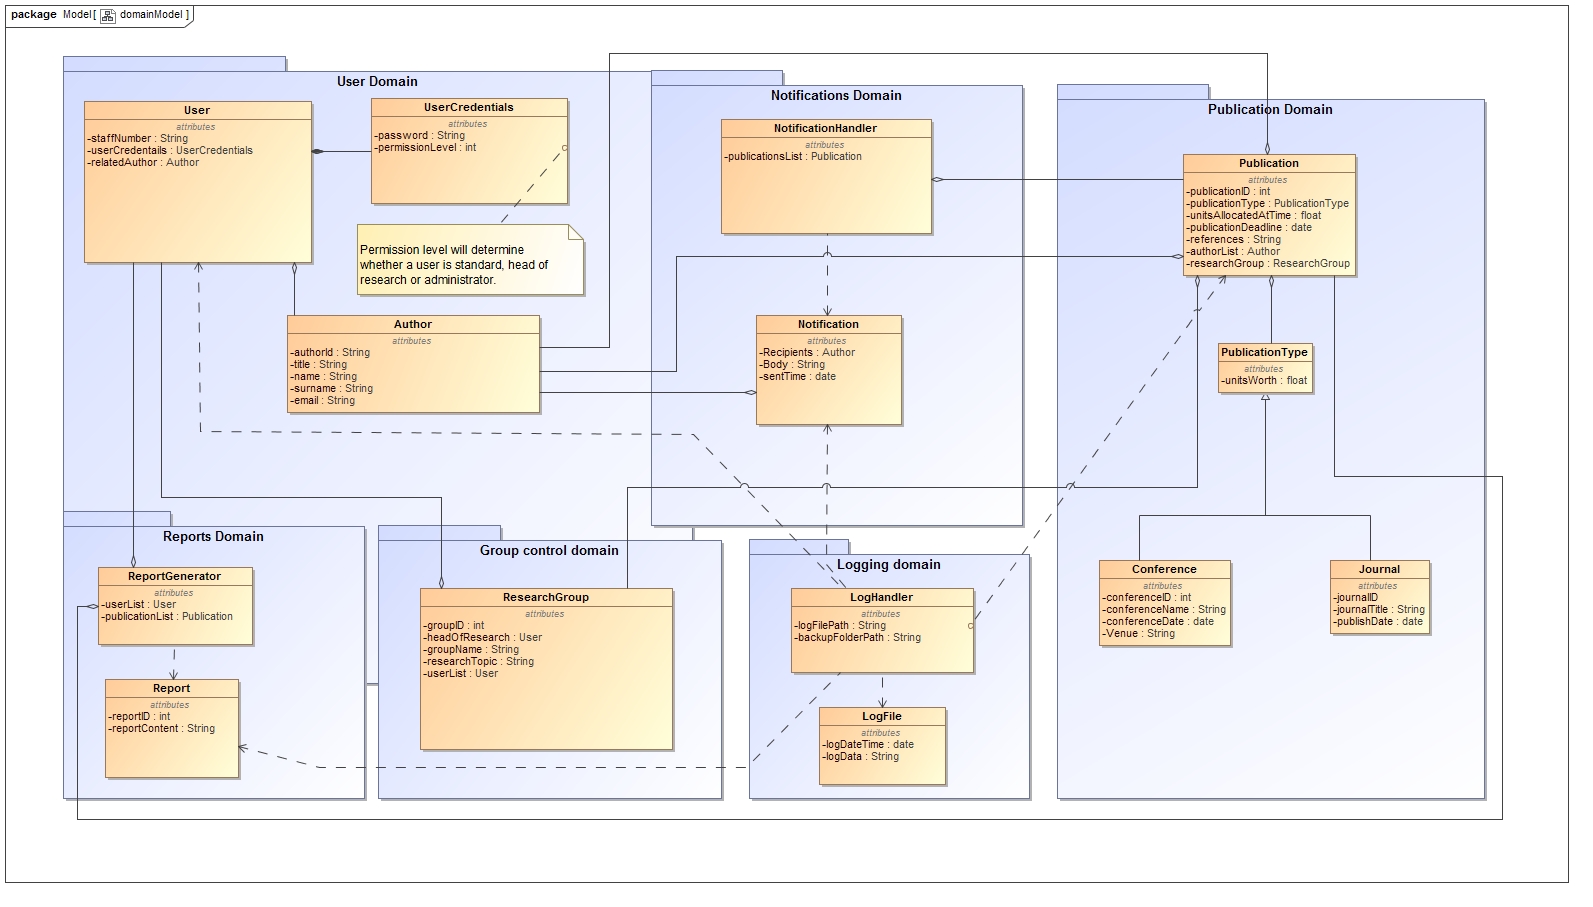 package Model[ domainModel ]
User Domain
User
attributes
-staffNumber : String
-userCredentails : UserCredentials
-relatedAuthor : Author
UserCredentials
attributes
-password : String
-permissionLevel : int
Permission level will determine
whether a user is standard, head of
research or administrator.
Author
attributes
-authorId : String
-title : String
-name : String
-surname : String
-email : String
Notifications Domain
NotificationHandler
attributes
-publicationsList : Publication
Notification
attributes
-Recipients : Author
-Body : String
-sentTime : date
Publication Domain
Publication
attributes
-publicationID : int
-publicationType : PublicationType
-unitsAllocatedAtTime : float
-publicationDeadline : date
-references : String
-authorList : Author
-researchGroup : ResearchGroup
PublicationType
attributes
-unitsWorth : float
Conference
attributes
-conferenceID : int
-conferenceName : String
-conferenceDate : date
-Venue : String
Journal
attributes
-journalID
-journalTitle : String
-publishDate : date
Reports Domain
ReportGenerator
attributes
-userList : User
-publicationList : Publication
Report
attributes
-reportID : int
-reportContent : String
Group control domain
ResearchGroup
attributes
-groupID : int
-headOfResearch : User
-groupName : String
-researchTopic : String
-userList : User
Logging domain
LogHandler
attributes
-logFilePath : String
-backupFolderPath : String
LogFile
attributes
-logDateTime : date
-logData : String